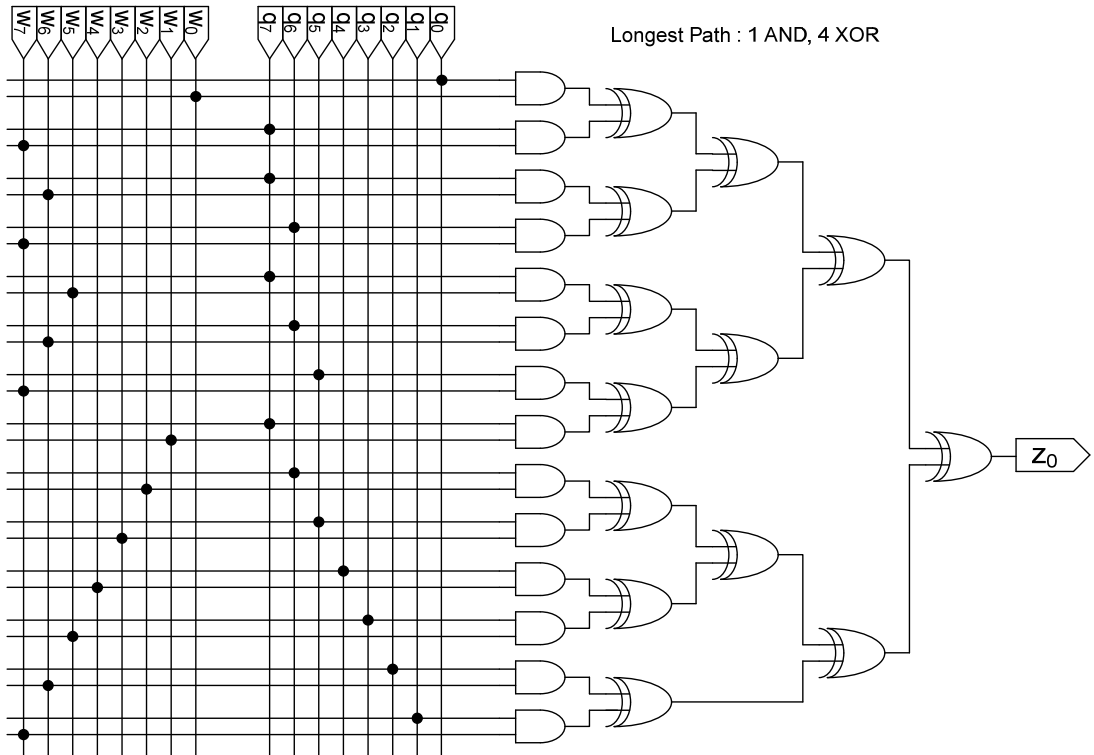 w₇ w₆ w₅ w₄ w₃ w₂ w₁ w₀ q₇ q₆ q₅ q₄ q₃ q₂ q₁ q₀
Longest Path : 1 AND, 4 XOR
z₀